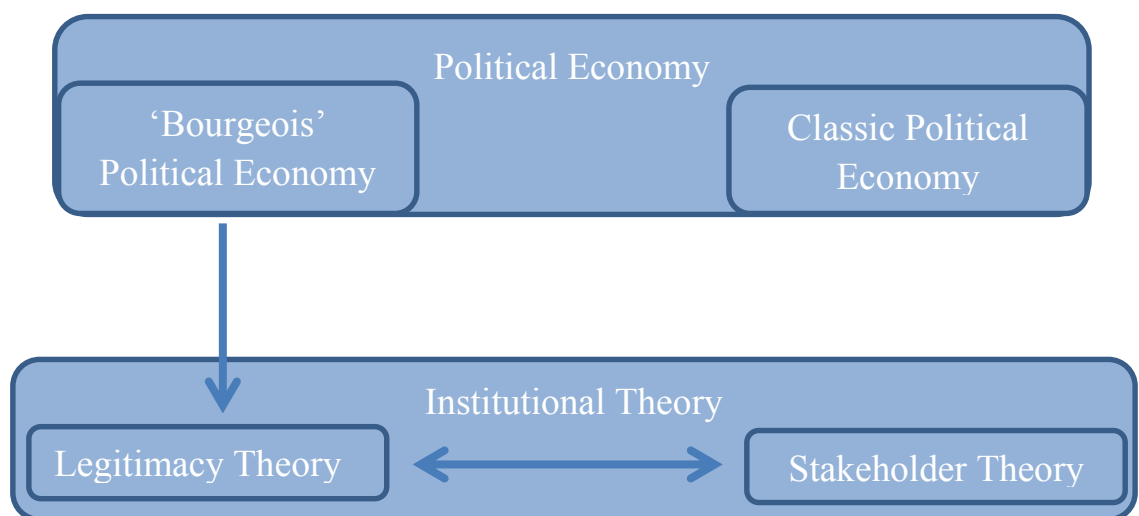 Political Economy
‘Bourgeois’
Political Economy
Classic Political
Economy
Institutional Theory
Legitimacy Theory
Stakeholder Theory